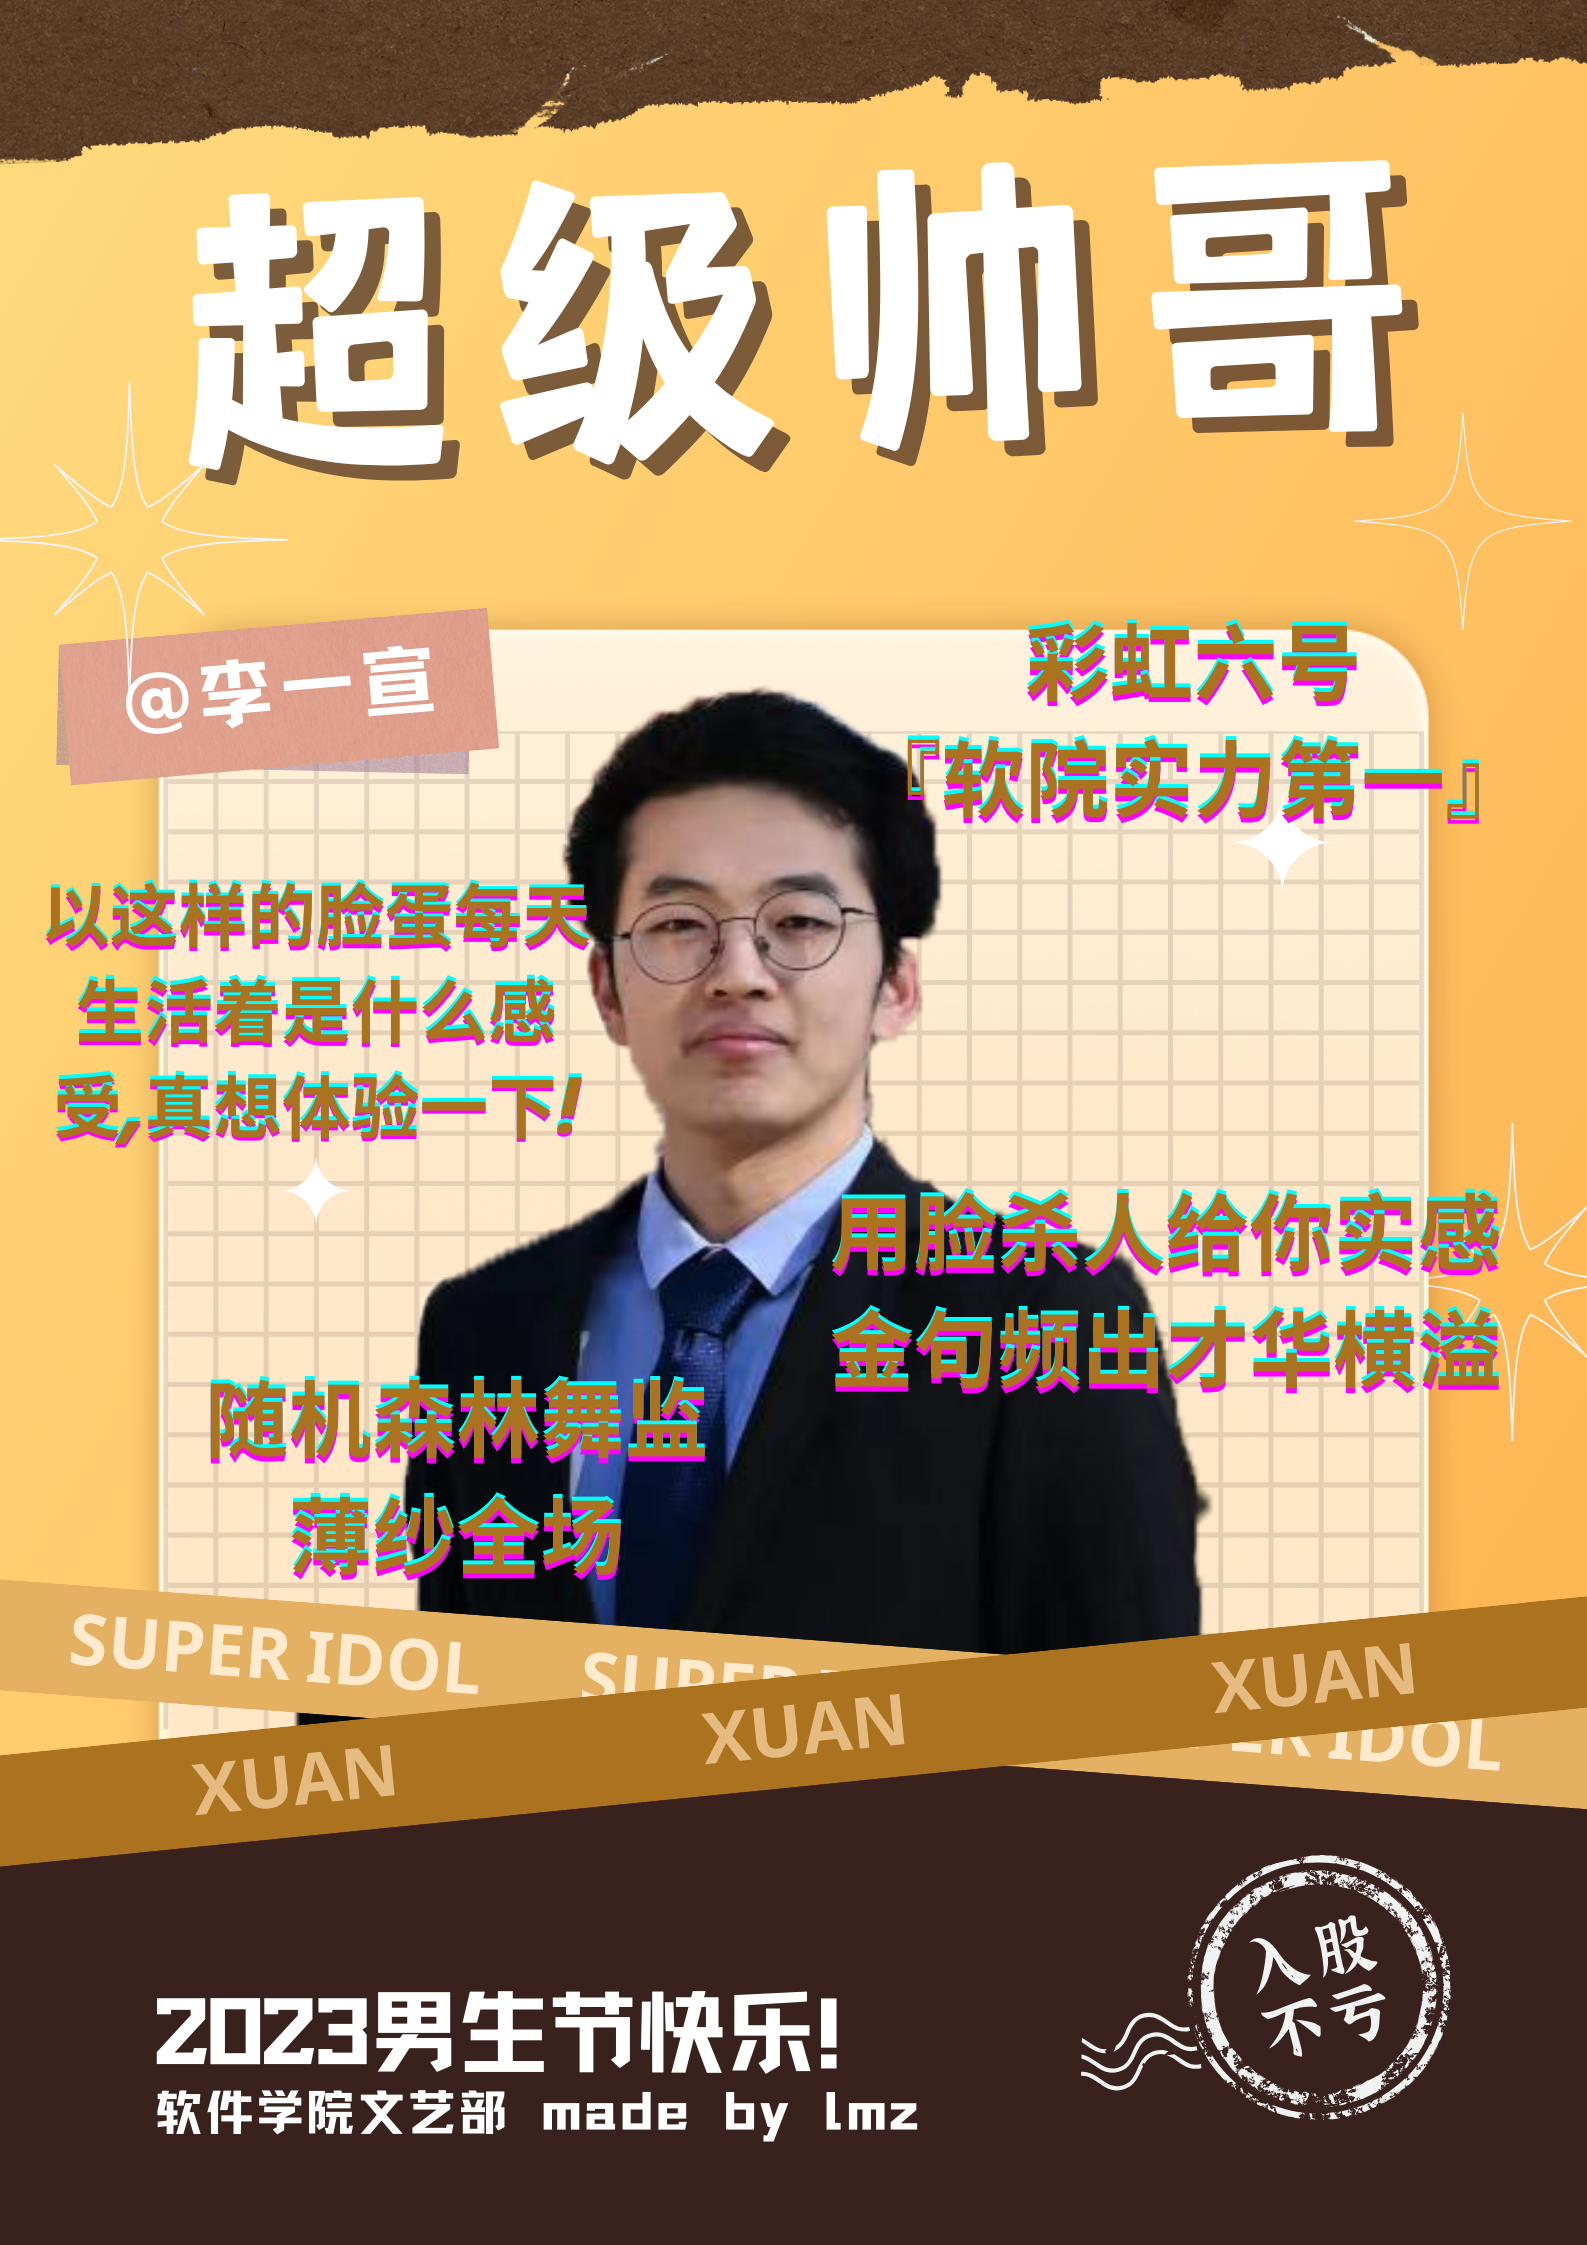 超级帅哥
@李一宣
彩虹六号
『软院实力第一』
以这样的脸蛋每天
生活着是什么感
受,真想体验一下!
用脸杀人给你实感
金句频出才华横溢
随机森林舞监
薄纱全场
SUPER IDOL SUPER
XUAN XUAN XUAN
IDOL
入股
不亏
2023男生节快乐!
软件学院文艺部 made by lmz